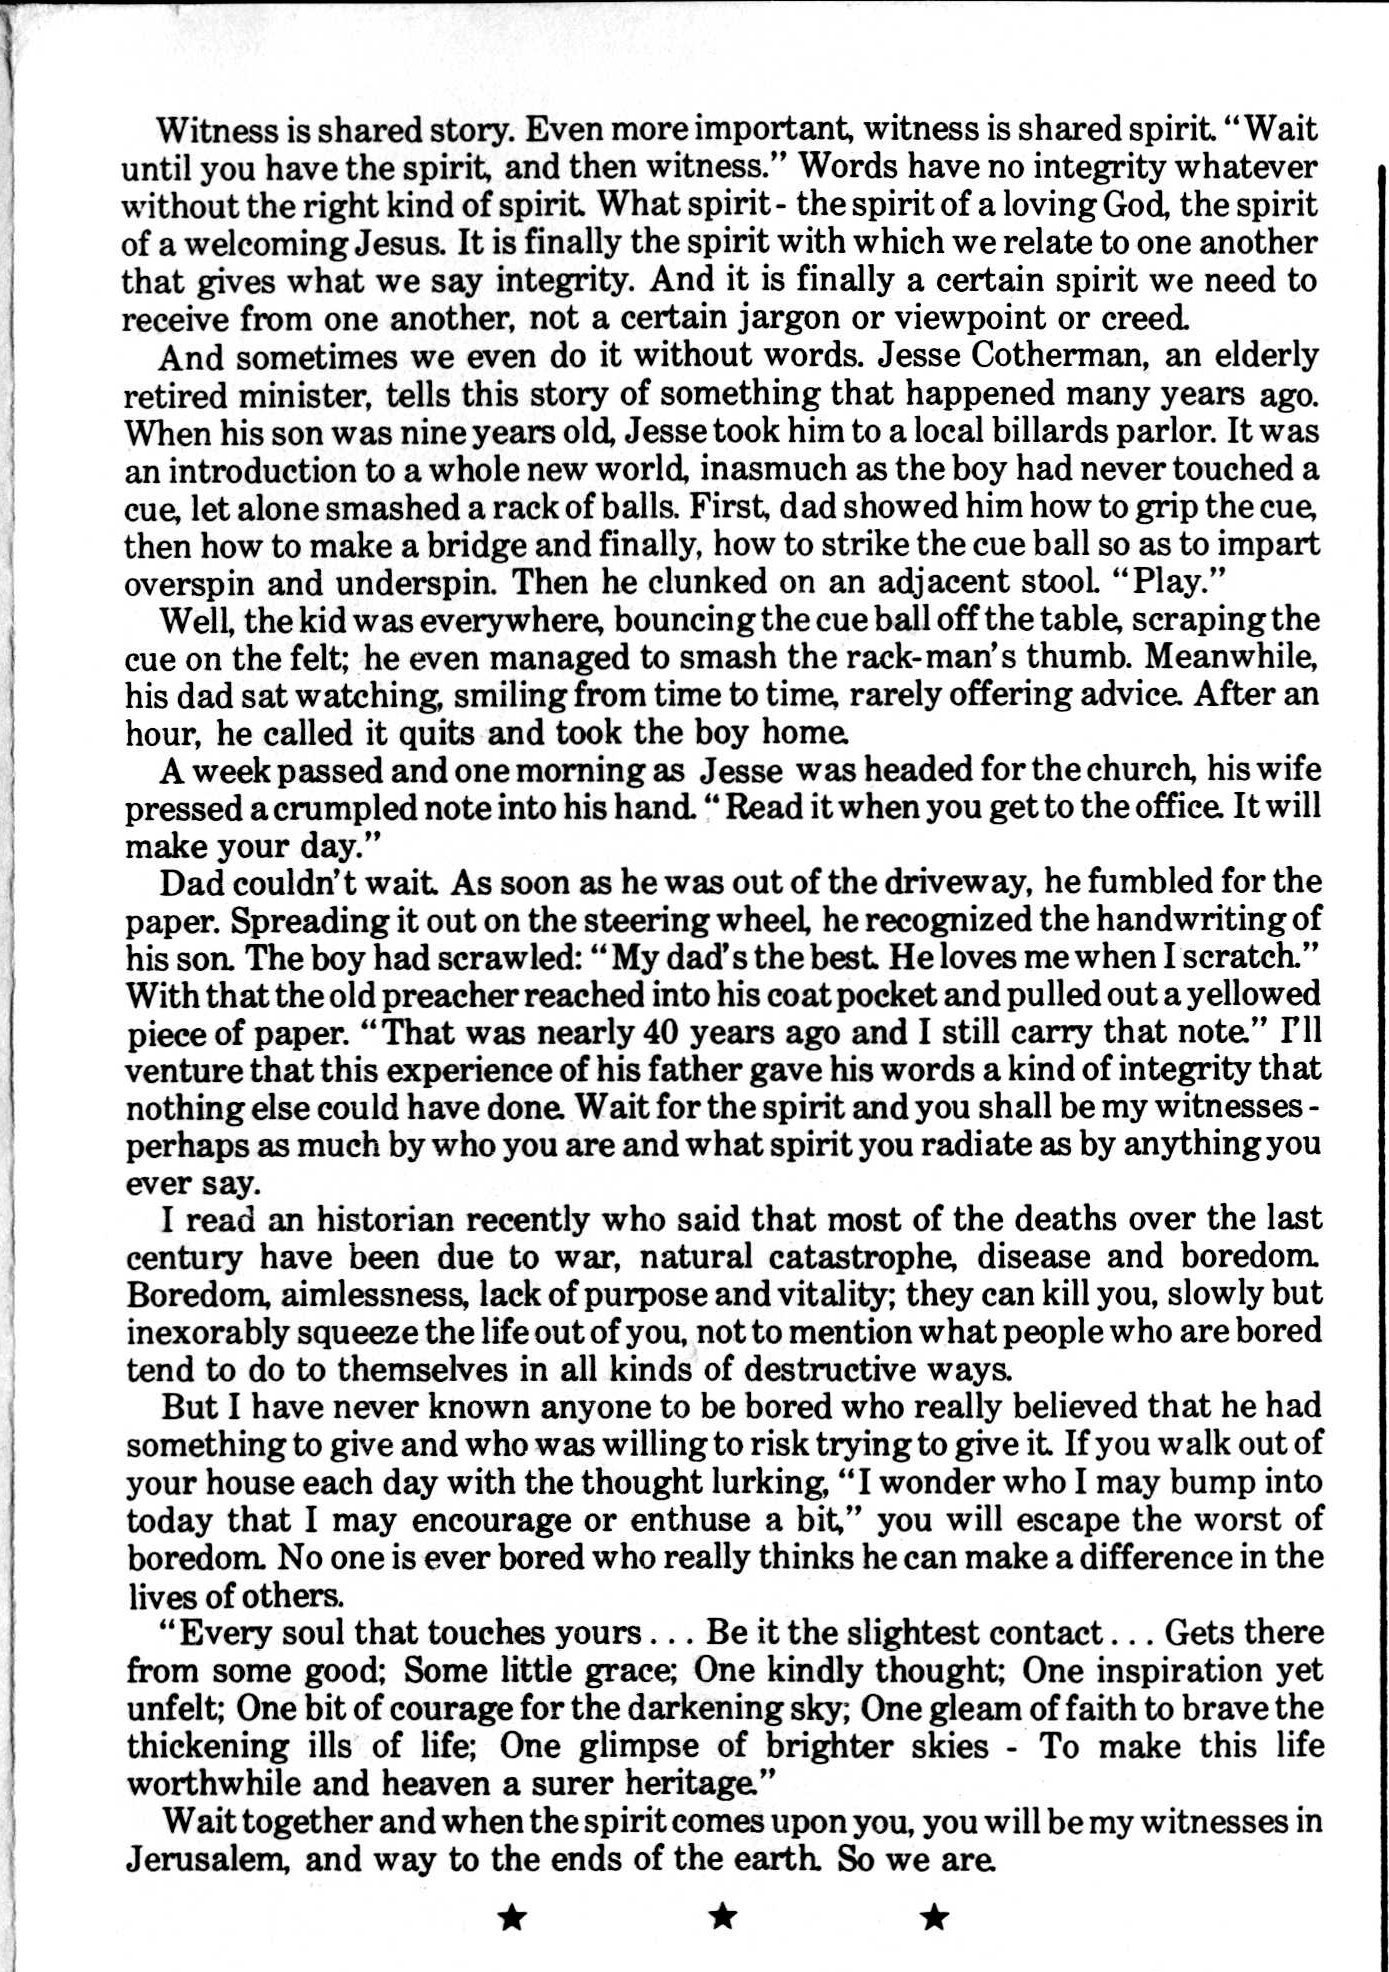 Witness is shared story. Even more important, witness is shared spirit. “Wait
until you have the spirit, and then witness.” Words have no integrity whatever
without the right kind of spirit. What spirit - the spirit of a loving God, the spirit
of a welcoming Jesus. It is finally the spirit with which we relate to one another
that gives what we say integrity. And it is finally a certain spirit we need to
receive from one another, not a certain jargon or viewpoint or creed.
And sometimes we even do it without words. Jesse Cotherman, an elderly
retired minister, tells this story of something that happened many years ago.
When his son was nine years old, Jesse took him to a local billards parlor. It was
an introduction to a whole new world, inasmuch as the boy had never touched a
cue, let alone smashed a rack of balls. First, dad showed him how to grip the cue,
then how to make a bridge and finally, how to strike the cue ball so as to impart
overspin and underspin. Then he clunked on an adjacent stool. “Play.”
Well, the kid was everywhere, bouncing the cue ball off the table, scraping the
cue on the felt; he even managed to smash the rack-man’s thumb. Meanwhile,
his dad sat watching, smiling from time to time, rarely offering advice. After an
hour, he called it quits and took the boy home.
A week passed and one morning as Jesse was headed for the church, his wife
pressed a crumpled note into his hand. “Read it when you get to the office. It will
make your day.”
Dad couldn’t wait. As soon as he was out of the driveway, he fumbled for the
paper. Spreading it out on the steering wheel, he recognized the handwriting of
his son. The boy had scrawled: “My dad’s the best. He loves me when I scratch.”
With that the old preacher reached into his coat pocket and pulled out a yellowed
piece of paper. “That was nearly 40 years ago and I still carry that note.” I’ll
venture that this experience of his father gave his words a kind of integrity that
nothing else could have done. Wait for the spirit and you shall be my witnesses -
perhaps as much by who you are and what spirit you radiate as by anything you
ever say.
I read an historian recently who said that most of the deaths over the last
century have been due to war, natural catastrophe, disease and boredom.
Boredom, aimlessness, lack of purpose and vitality; they can kill you, slowly but
inexorably squeeze the life out of you, not to mention what people who are bored
tend to do to themselves in all kinds of destructive ways.
But I have never known anyone to be bored who really believed that he had
something to give and who was willing to risk trying to give it. If you walk out of
your house each day with the thought lurking, “I wonder who I may bump into
today that I may encourage or enthuse a bit,” you will escape the worst of
boredom. No one is ever bored who really thinks he can make a difference in the
lives of others.
“Every soul that touches yours . . . Be it the slightest contact . . . Gets there
from some good; Some little grace; One kindly thought; One inspiration yet
unfelt; One bit of courage for the darkening sky; One gleam of faith to brave the
thickening ills of life; One glimpse of brighter skies - To make this life
worthwhile and heaven a surer heritage.”
Wait together and when the spirit comes upon you, you will be my witnesses in
Jerusalem, and way to the ends of the earth. So we are.
★ ★ ★